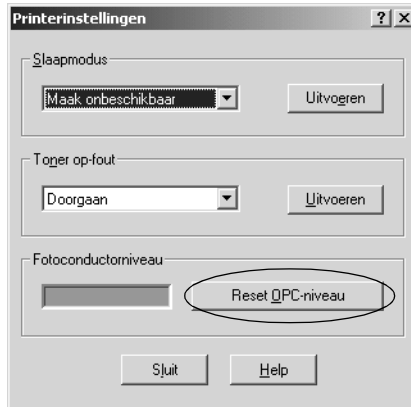 Printerinstellingen
Slaapmodus
Maak onbeschikbaar
Uitvoeren
Toner op-fout
Doorgaan
Uitvoeren
Fotoconductorniveau
Reset OPC-niveau
Sluit
Help